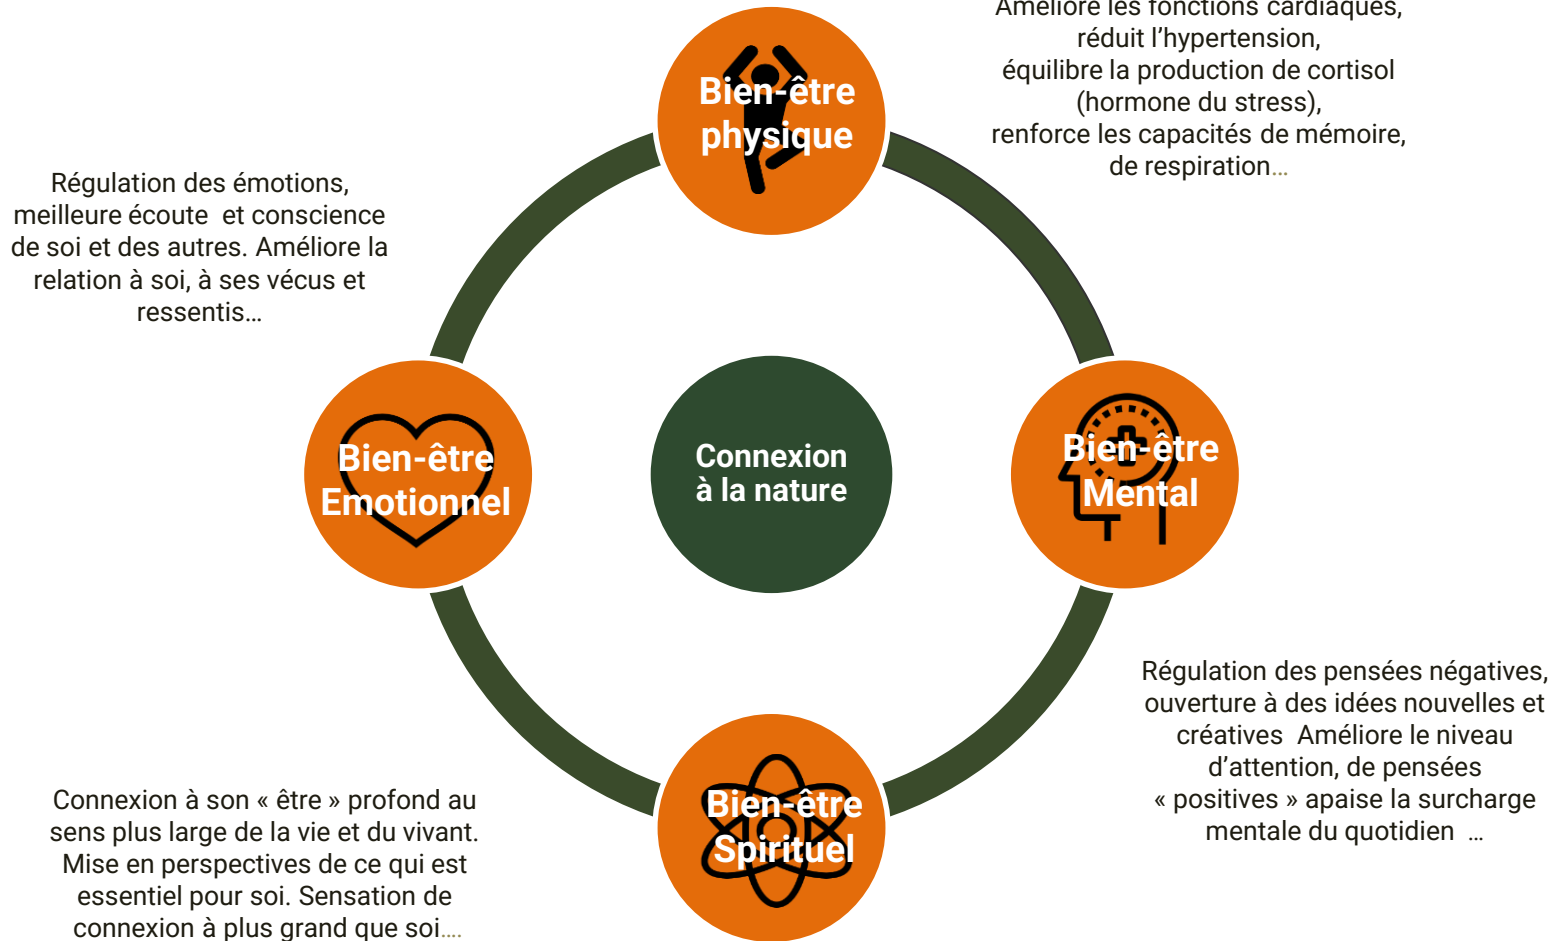 Améliore les fonctions cardiaques,
réduit l’hypertension,
équilibre la production de cortisol
(hormone du stress),
renforce les capacités de mémoire,
de respiration…
Bien-être
physique
Régulation des émotions,
meilleure écoute et conscience
de soi et des autres. Améliore la
relation à soi, à ses vécus et
ressentis…
Bien-être
Emotionnel
Connexion
à la nature
Bien-être
Mental
Régulation des pensées négatives,
ouverture à des idées nouvelles et
créatives Améliore le niveau
d’attention, de pensées
« positives » apaise la surcharge
mentale du quotidien …
Bien-être
Spirituel
Connexion à son « être » profond au
sens plus large de la vie et du vivant.
Mise en perspectives de ce qui est
essentiel pour soi. Sensation de
connexion à plus grand que soi….